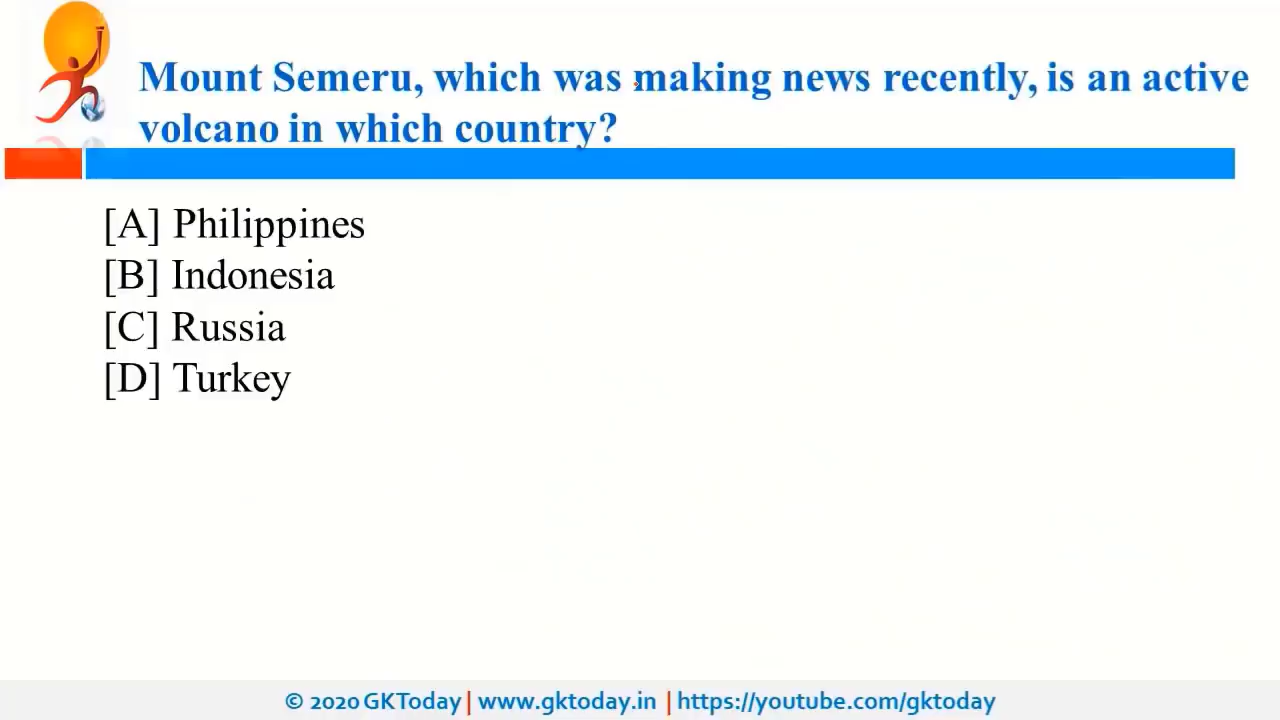 Mount Semeru, which was making news recently, is an active
volcano in which country?
[A] Philippines
[B] Indonesia
[C] Russia
[D] Turkey
© 2020 GKToday | www.gktoday.in | https://youtube.com/gktoday